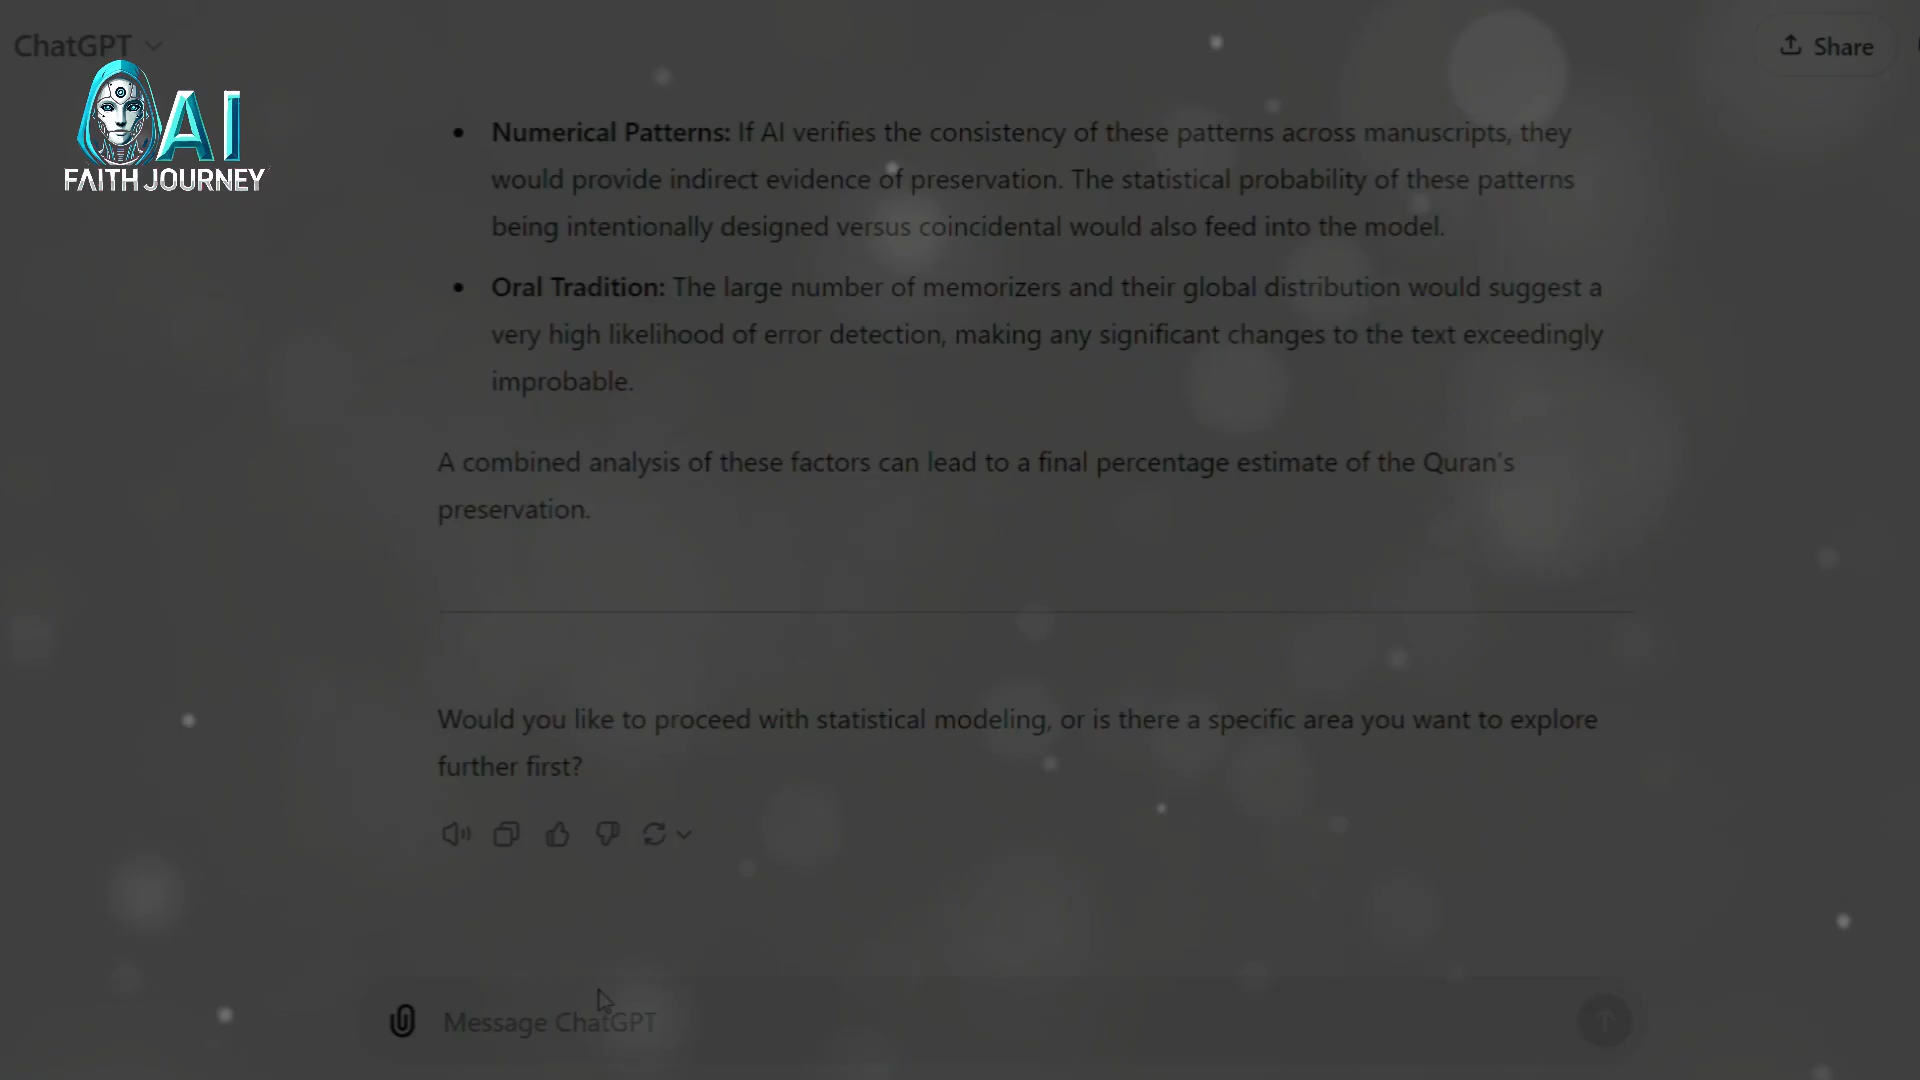 ChatGPT
Share
AI
FAITH JOURNEY
• Numerical Patterns: If AI verifies the consistency of these patterns across manuscripts, they
would provide indirect evidence of preservation. The statistical probability of these patterns
being intentionally designed versus coincidental would also feed into the model.
• Oral Tradition: The large number of memorizers and their global distribution would suggest a
very high likelihood of error detection, making any significant changes to the text exceedingly
improbable.
A combined analysis of these factors can lead to a final percentage estimate of the Quran's
preservation.
Would you like to proceed with statistical modeling, or is there a specific area you want to explore
further first?
Message ChatGPT